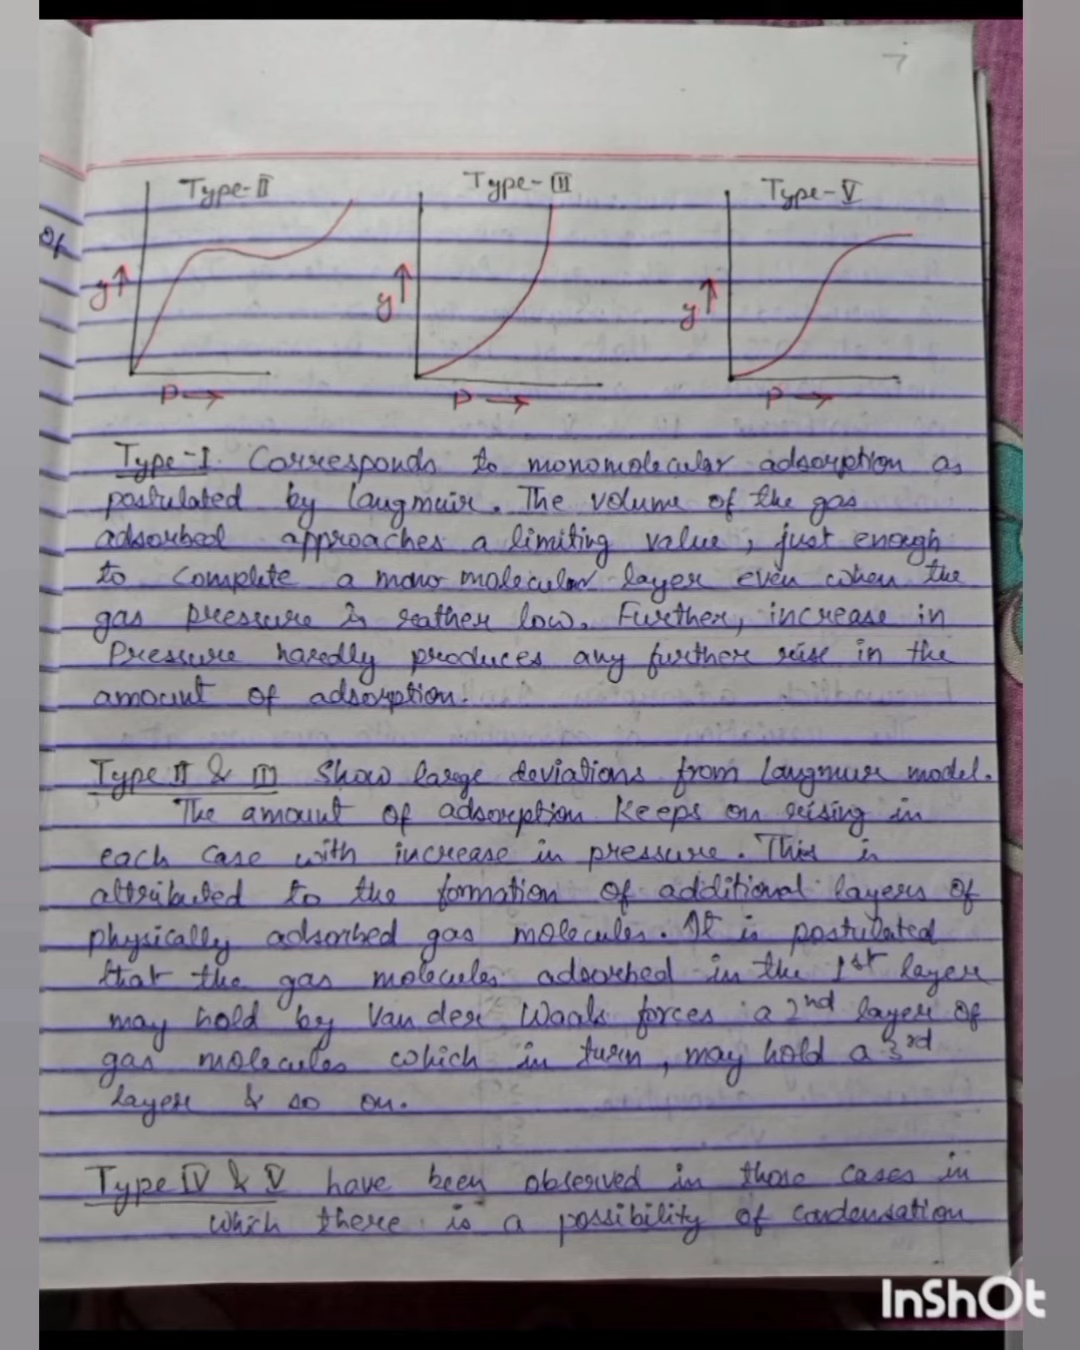 7
Type-II Type-III Type-V
of
y↑ y↑ y↑
P→ P→ P→
Type-I Corresponds to monomolecular adsorption as
postulated by Langmuir. The volume of the gas
adsorbed approaches a limiting value, just enough
to complete a mono molecular layer even when the
gas pressure is rather low. Further, increase in
Pressure hardly produces any further rise in the
amount of adsorption.
Type II & III Show large deviations from Langmuir model.
The amount of adsorption Keeps on rising in
each case with increase in pressure. This is
attributed to the formation of additional layers of
physically adsorbed gas molecules. It is postulated
that the gas molecules adsorbed in the 1st layer
may hold by Van der Waals forces a 2nd layer of
gas molecules which in turn, may hold a 3rd
layer & so on.
Type IV & V have been observed in those cases in
which there is a possibility of condensation
InShOt